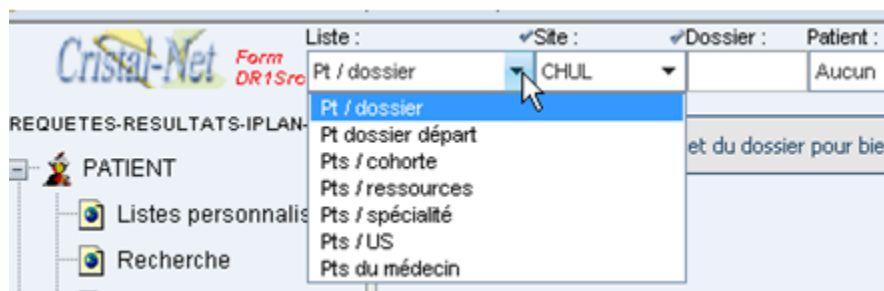 Cristal-Net
Form
DR1Src
Liste :
Site :
Dossier :
Patient :
Pt / dossier
CHUL
Aucun
Pt / dossier
Pt dossier départ
Pts / cohorte
Pts / ressources
Pts / spécialité
Pts / US
Pts du médecin
et du dossier pour bie
REQUETES-RESULTATS-IPLAN-
PATIENT
Listes personnalis
Recherche